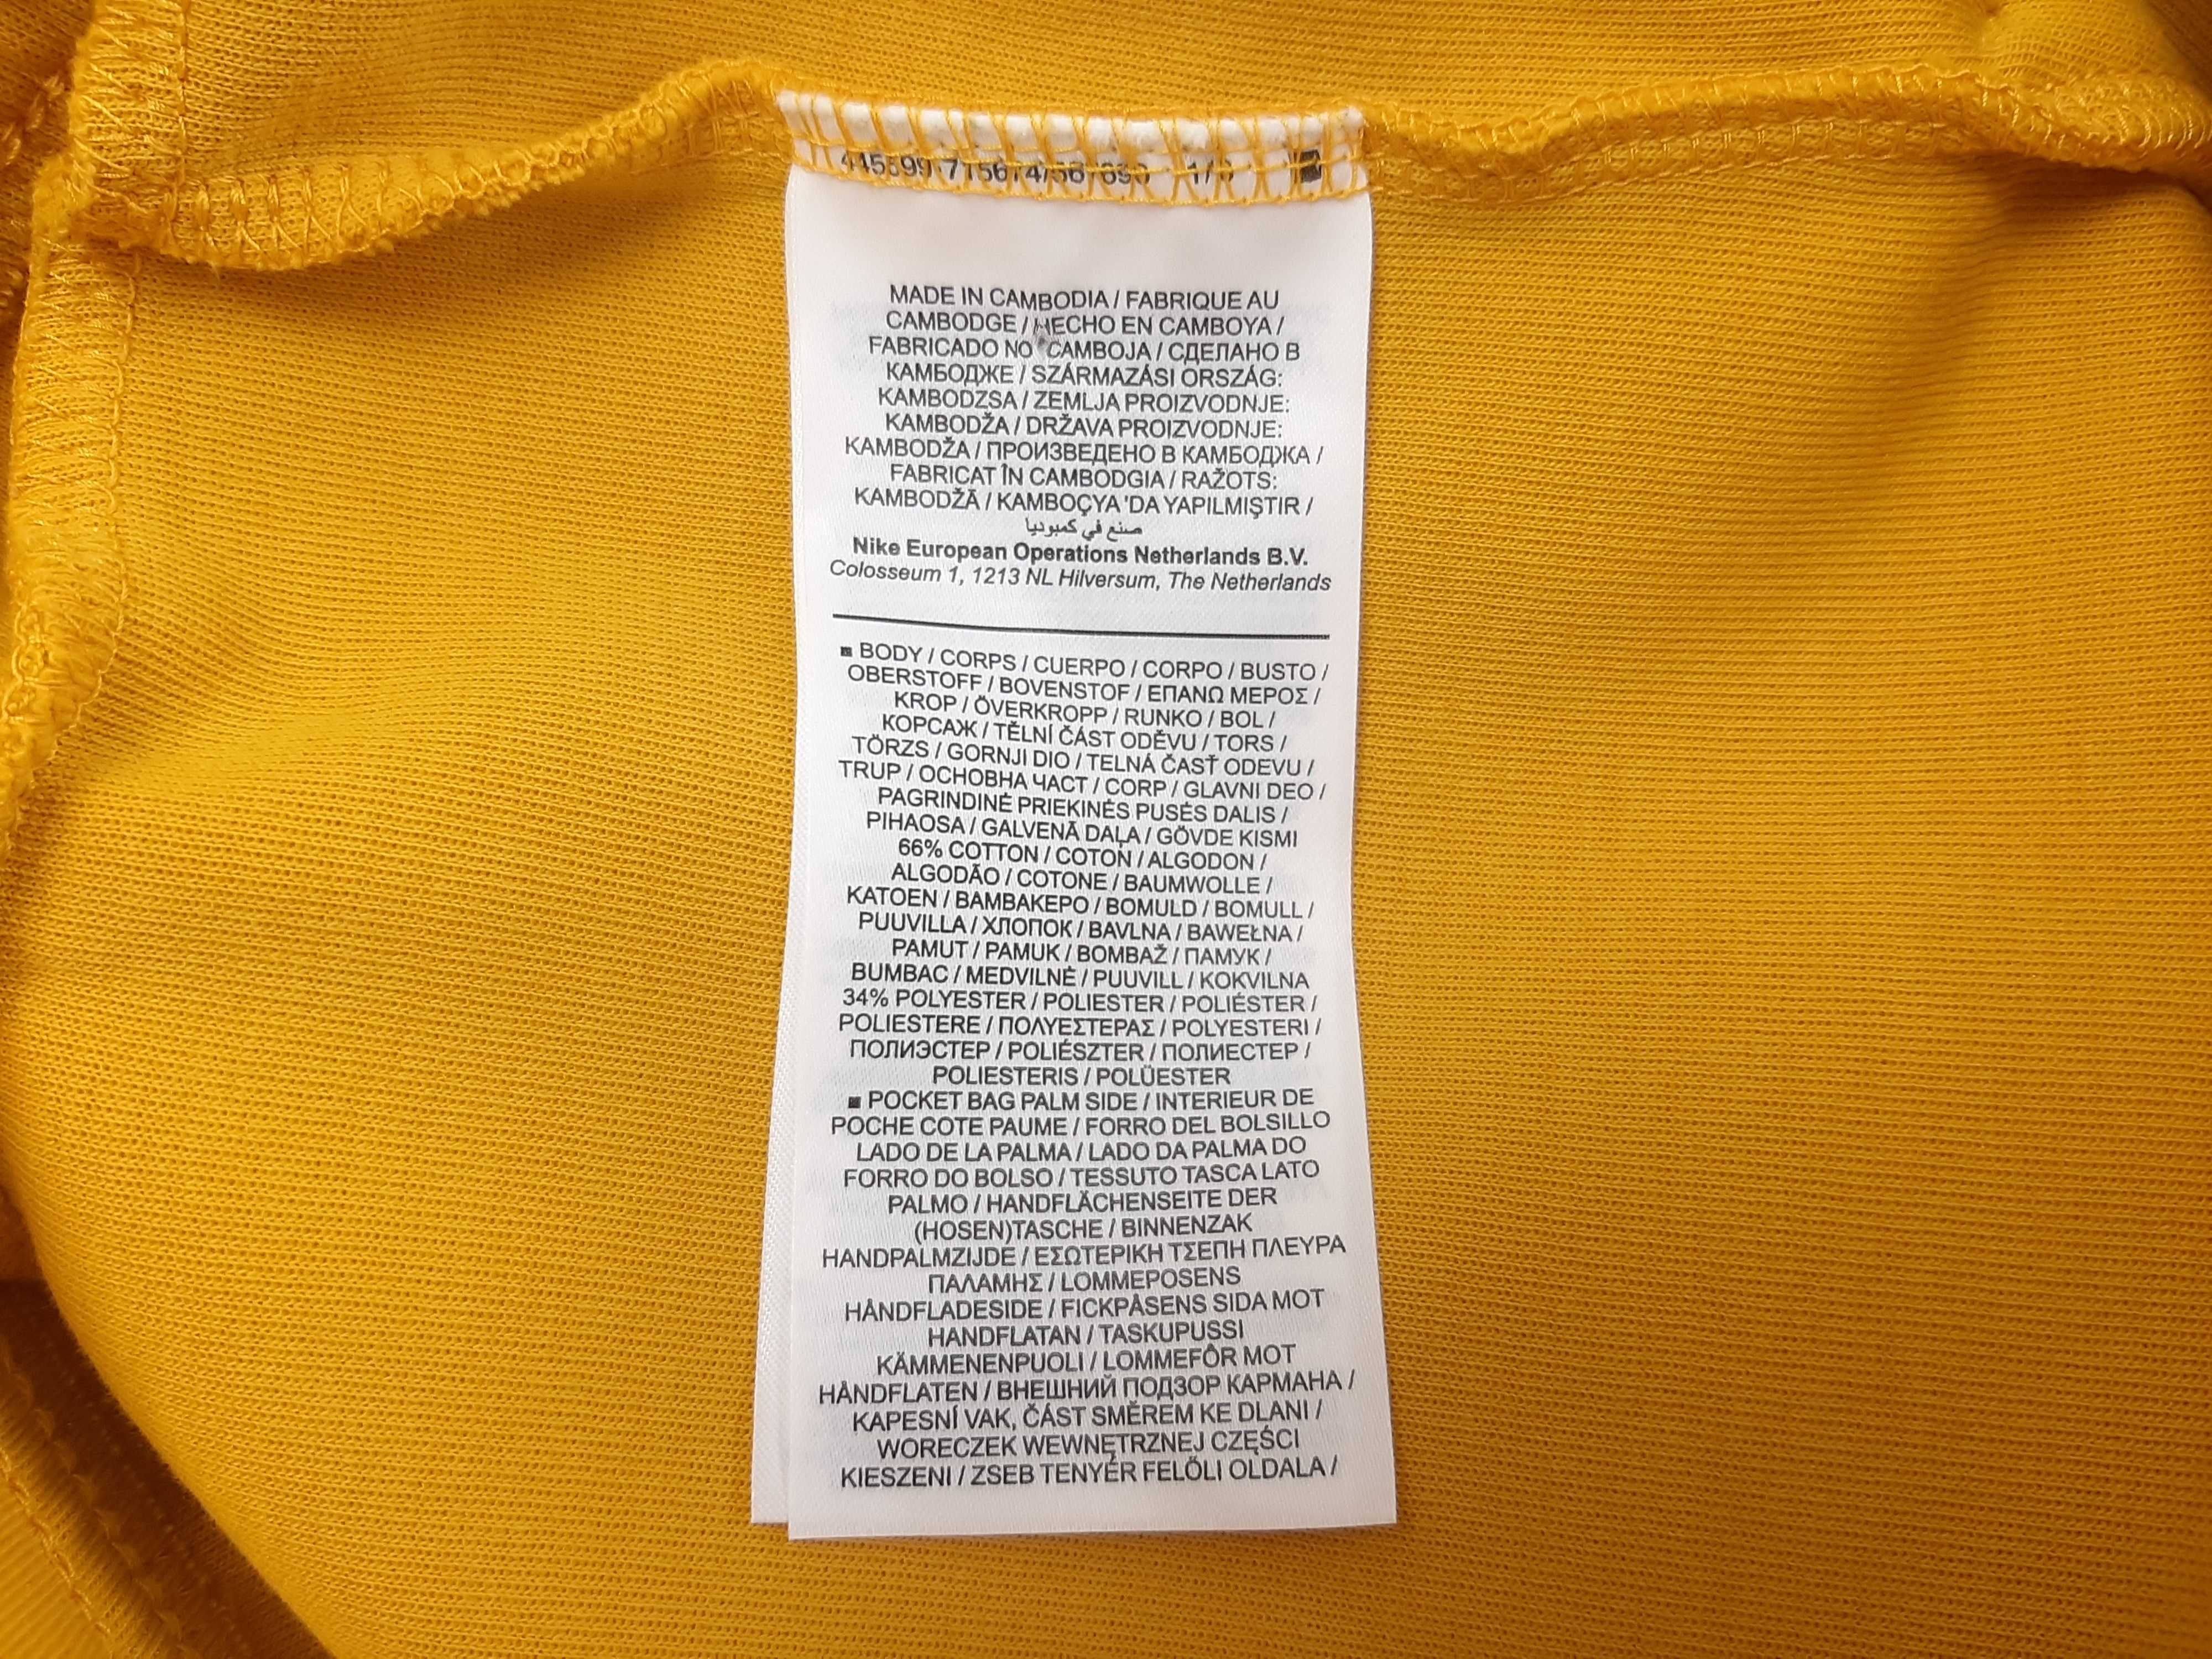 MADE IN CAMBODIA / FABRIQUE AU
CAMBODGE / HECHO EN CAMBOYA /
FABRICADO NO CAMBOJA / СДЕЛАНО В
КАМБОДЖЕ / SZÁRMAZÁSI ORSZÁG:
KAMBODZSA / ZEMLJA PROIZVODNJE:
KAMBODŽA / DRŽAVA PROIZVODNJE:
KAMBODŽA / ПРОИЗВЕДЕНО В КАМБОДЖА /
FABRICAT ÎN CAMBODGIA / RAŽOTS:
KAMBODŽĀ / KAMBOÇYA 'DA YAPILMIŞTIR /
صنع في كمبوديا
Nike European Operations Netherlands B.V.
Colosseum 1, 1213 NL Hilversum, The Netherlands
BODY / CORPS / CUERPO / CORPO / BUSTO /
OBERSTOFF / BOVENSTOF / ΕΠΑΝΩ ΜΕΡΟΣ /
KROP / ÖVERKROPP / RUNKO / BOL /
КОРСАЖ / TĚLNÍ ČÁST ODĚVU / TORS /
TÖRZS / GORNJI DIO / TELNÁ ČASŤ ODEVU /
TRUP / ОСНОВНА ЧАСТ / CORP / GLAVNI DEO /
PAGRINDINĖ PRIEKINĖS PUSĖS DALIS /
PIHAOSA / GALVENĀ DAĻA / GÖVDE KISMI
66% COTTON / COTON / ALGODON /
ALGODÃO / COTONE / BAUMWOLLE /
KATOEN / ΒΑΜΒΑΚΕΡΟ / BOMULD / BOMULL /
PUUVILLA / ХЛОПОК / BAVLNA / BAWEŁNA /
PAMUT / PAMUK / BOMBAŽ / ПАМУК /
BUMBAC / MEDVILNĖ / PUUVILL / KOKVILNA
34% POLYESTER / POLIESTER / POLIÉSTER /
POLIESTERE / ΠΟΛΥΕΣΤΕΡΑΣ / POLYESTERI /
ПОЛИЭСТЕР / POLIÉSZTER / ПОЛИЕСТЕР /
POLIESTERIS / POLÜESTER
POCKET BAG PALM SIDE / INTERIEUR DE
POCHE COTE PAUME / FORRO DEL BOLSILLO
LADO DE LA PALMA / LADO DA PALMA DO
FORRO DO BOLSO / TESSUTO TASCA LATO
PALMO / HANDFLÄCHENSEITE DER
(HOSEN)TASCHE / BINNENZAK
HANDPALMZIJDE / ΕΣΩΤΕΡΙΚΗ ΤΣΕΠΗ ΠΛΕΥΡΑ
ΠΑΛΑΜΗΣ / LOMMEPOSENS
HÅNDFLADESIDE / FICKPÅSENS SIDA MOT
HANDFLATAN / TASKUPUSSI
KÄMMENENPUOLI / LOMMEFÔR MOT
HÅNDFLATEN / ВНЕШНИЙ ПОДЗОР КАРМАНА /
KAPESNÍ VAK, ČÁST SMĚREM KE DLANI /
WORECZEK WEWNĘTRZNEJ CZĘŚCI
KIESZENI / ZSEB TENYÉR FELŐLI OLDALA /